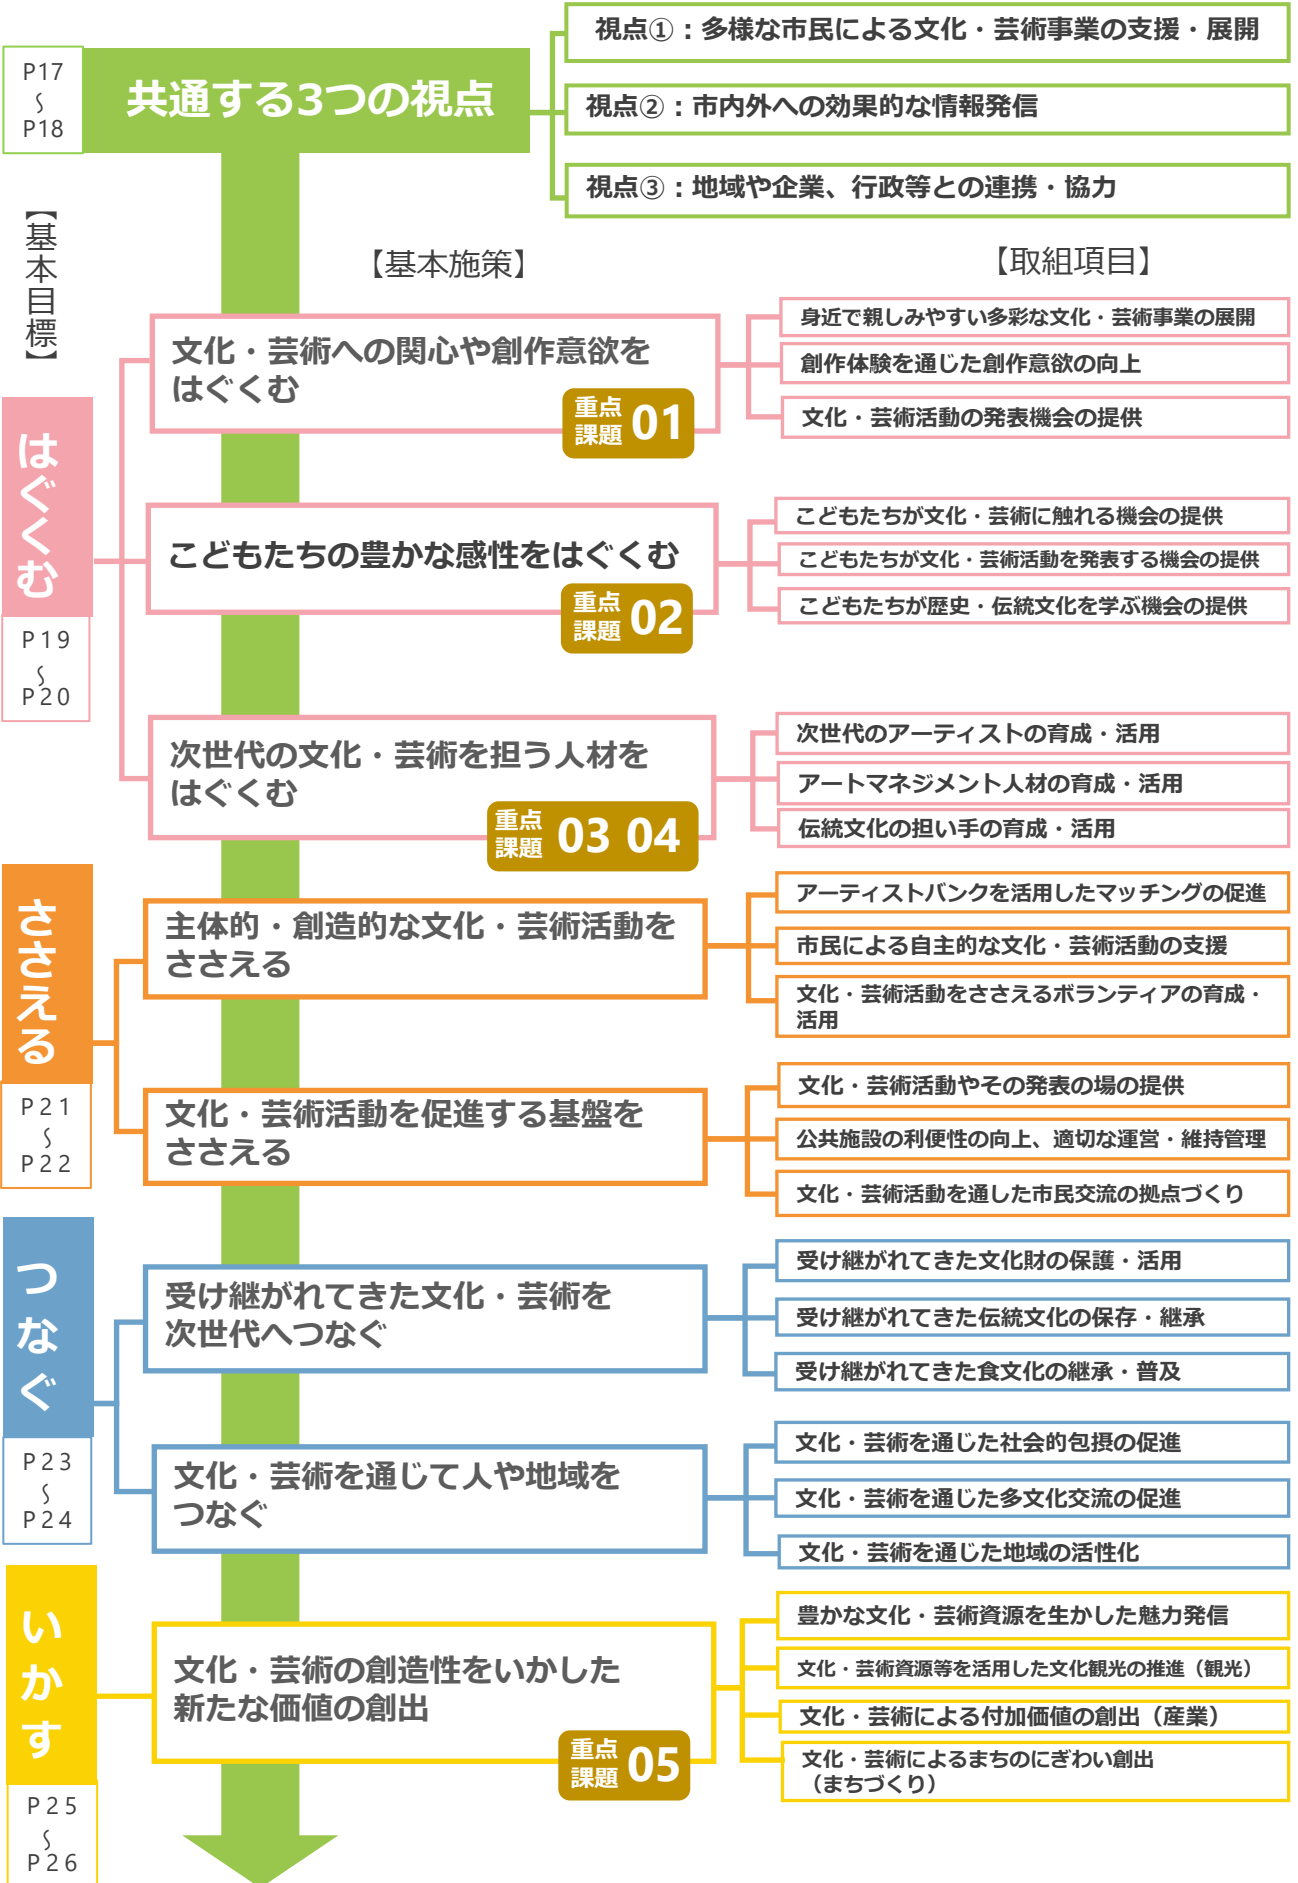 P17
〜
P18
共通する3つの視点
視点①：多様な市民による文化・芸術事業の支援・展開
視点②：市内外への効果的な情報発信
視点③：地域や企業、行政等との連携・協力
【基本目標】
【基本施策】
【取組項目】
はぐくむ
P19
〜
P20
文化・芸術への関心や創作意欲を
はぐくむ
重点
課題
01
身近で親しみやすい多彩な文化・芸術事業の展開
創作体験を通じた創作意欲の向上
文化・芸術活動の発表機会の提供
こどもたちの豊かな感性をはぐくむ
重点
課題
02
こどもたちが文化・芸術に触れる機会の提供
こどもたちが文化・芸術活動を発表する機会の提供
こどもたちが歴史・伝統文化を学ぶ機会の提供
次世代の文化・芸術を担う人材を
はぐくむ
重点
課題
03 04
次世代のアーティストの育成・活用
アートマネジメント人材の育成・活用
伝統文化の担い手の育成・活用
ささえる
P21
〜
P22
主体的・創造的な文化・芸術活動を
ささえる
アーティストバンクを活用したマッチングの促進
市民による自主的な文化・芸術活動の支援
文化・芸術活動をささえるボランティアの育成・
活用
文化・芸術活動を促進する基盤を
ささえる
文化・芸術活動やその発表の場の提供
公共施設の利便性の向上、適切な運営・維持管理
文化・芸術活動を通した市民交流の拠点づくり
つなぐ
P23
〜
P24
受け継がれてきた文化・芸術を
次世代へつなぐ
受け継がれてきた文化財の保護・活用
受け継がれてきた伝統文化の保存・継承
受け継がれてきた食文化の継承・普及
文化・芸術を通じて人や地域を
つなぐ
文化・芸術を通じた社会的包摂の促進
文化・芸術を通じた多文化交流の促進
文化・芸術を通じた地域の活性化
いかす
P25
〜
P26
文化・芸術の創造性をいかした
新たな価値の創出
重点
課題
05
豊かな文化・芸術資源を生かした魅力発信
文化・芸術資源等を活用した文化観光の推進（観光）
文化・芸術による付加価値の創出（産業）
文化・芸術によるまちのにぎわい創出
（まちづくり）